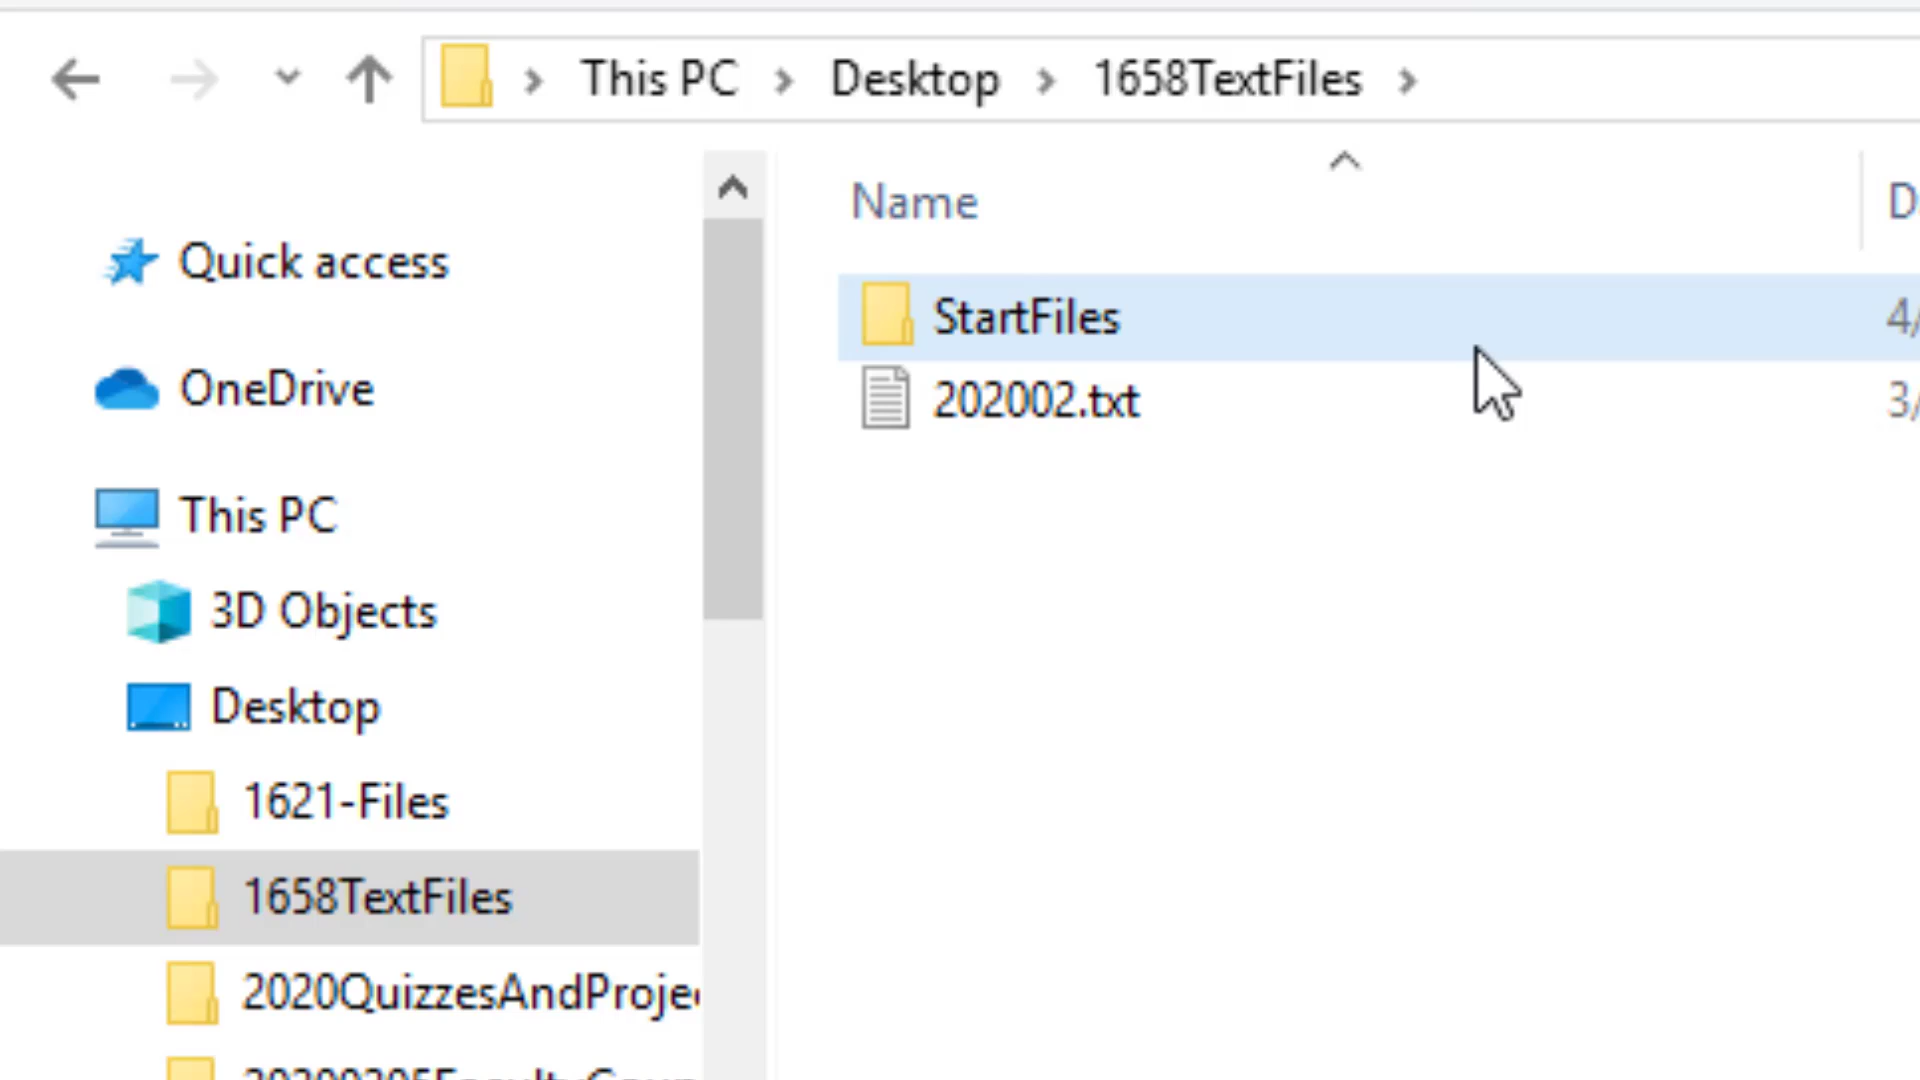 This PC > Desktop > 1658TextFiles >
Name
Quick access
StartFiles
202002.txt
OneDrive
This PC
3D Objects
Desktop
1621-Files
1658TextFiles
2020QuizzesAndProje